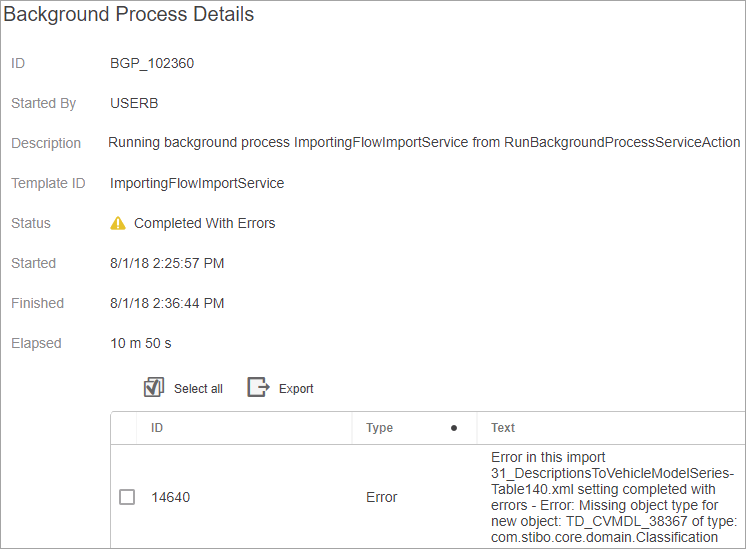 Background Process Details
ID BGP_102360
Started By USERB
Description Running background process ImportingFlowImportService from RunBackgroundProcessServiceAction
Template ID ImportingFlowImportService
Status Completed With Errors
Started 8/1/18 2:25:57 PM
Finished 8/1/18 2:36:44 PM
Elapsed 10 m 50 s
Select all Export
ID Type Text
Error in this import
31_DescriptionsToVehicleModelSeries-
Table140.xml setting completed with
14640 Error errors - Error: Missing object type for
new object: TD_CVMDL_38367 of type:
com.stibo.core.domain.Classification